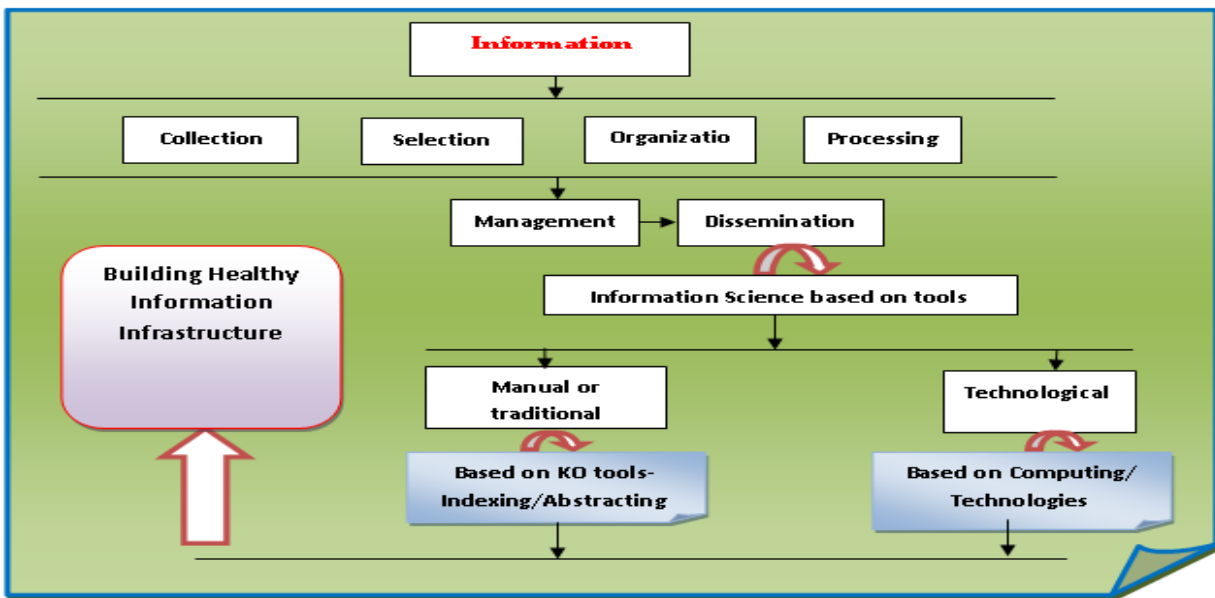 Information
Collection
Selection
Organizatio
Processing
Management
Dissemination
Building Healthy
Information
Infrastructure
Information Science based on tools
Manual or
traditional
Technological
Based on KO tools-
Indexing/Abstracting
Based on Computing/
Technologies